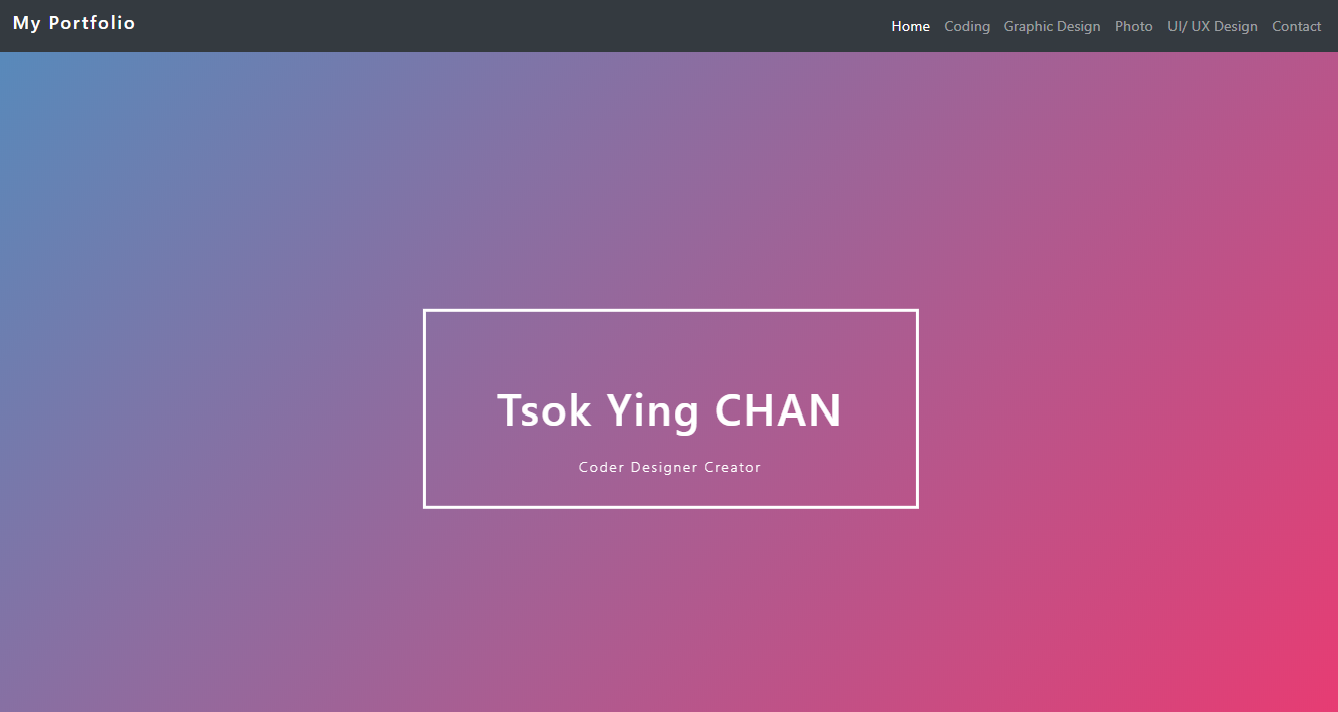 My Portfolio
Home Coding Graphic Design Photo UI/ UX Design Contact
Tsok Ying CHAN
Coder Designer Creator